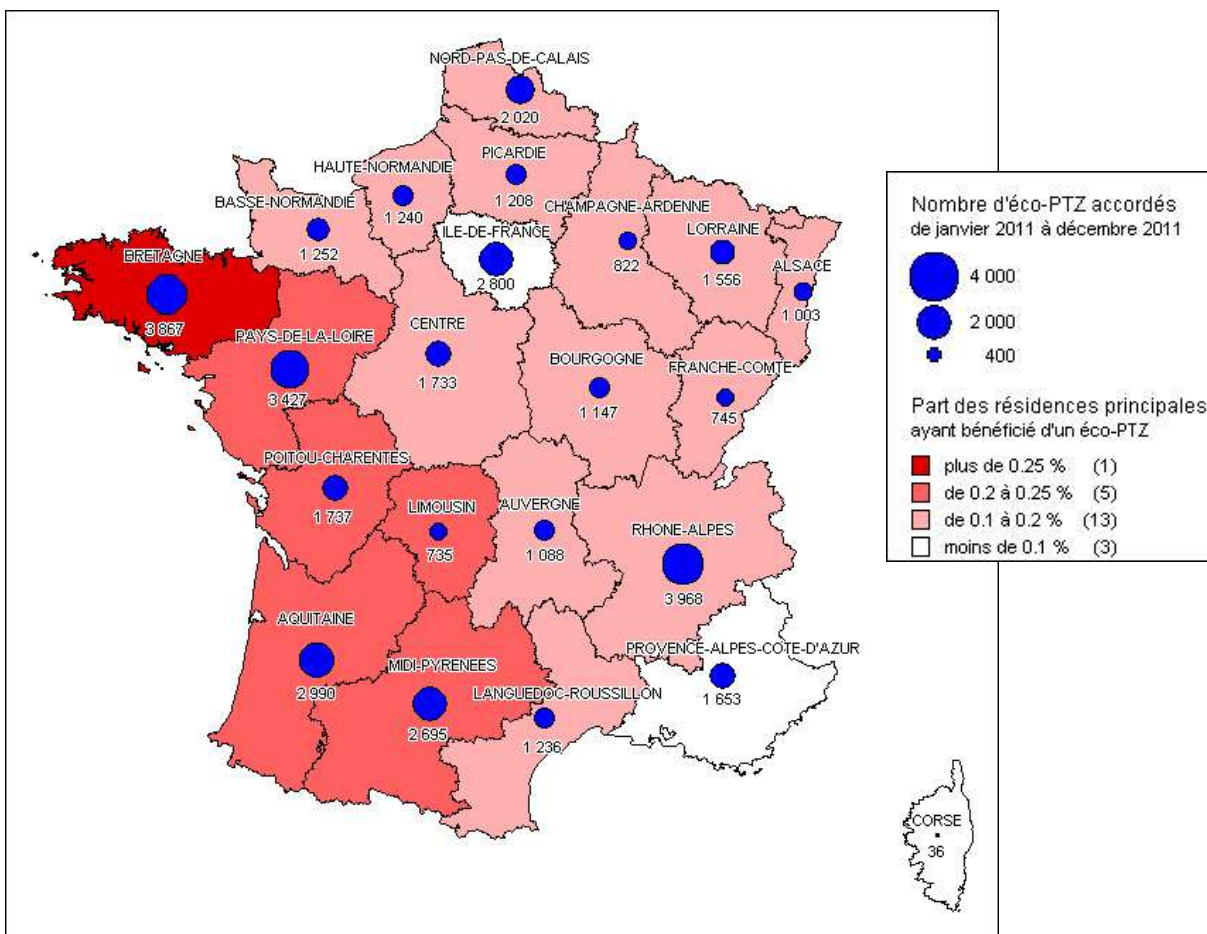 NORD-PAS-DE-CALAIS
2 020
PICARDIE
1 208
HAUTE-NORMANDIE
1 240
BASSE-NORMANDIE
1 252
CHAMPAGNE-ARDENNE
822
LORRAINE
1 556
ALSACE
1 003
ILE-DE-FRANCE
2 800
BRETAGNE
3 867
PAYS-DE-LA-LOIRE
3 427
CENTRE
1 733
BOURGOGNE
1 147
FRANCHE-COMTE
745
POITOU-CHARENTES
1 737
LIMOUSIN
735
AUVERGNE
1 088
RHONE-ALPES
3 968
AQUITAINE
2 990
MIDI-PYRENEES
2 695
LANGUEDOC-ROUSSILLON
1 236
PROVENCE-ALPES-COTE-D'AZUR
1 653
CORSE
36
Nombre d'éco-PTZ accordés
de janvier 2011 à décembre 2011
4 000
2 000
400
Part des résidences principales
ayant bénéficié d'un éco-PTZ
plus de 0.25 % (1)
de 0.2 à 0.25 % (5)
de 0.1 à 0.2 % (13)
moins de 0.1 % (3)